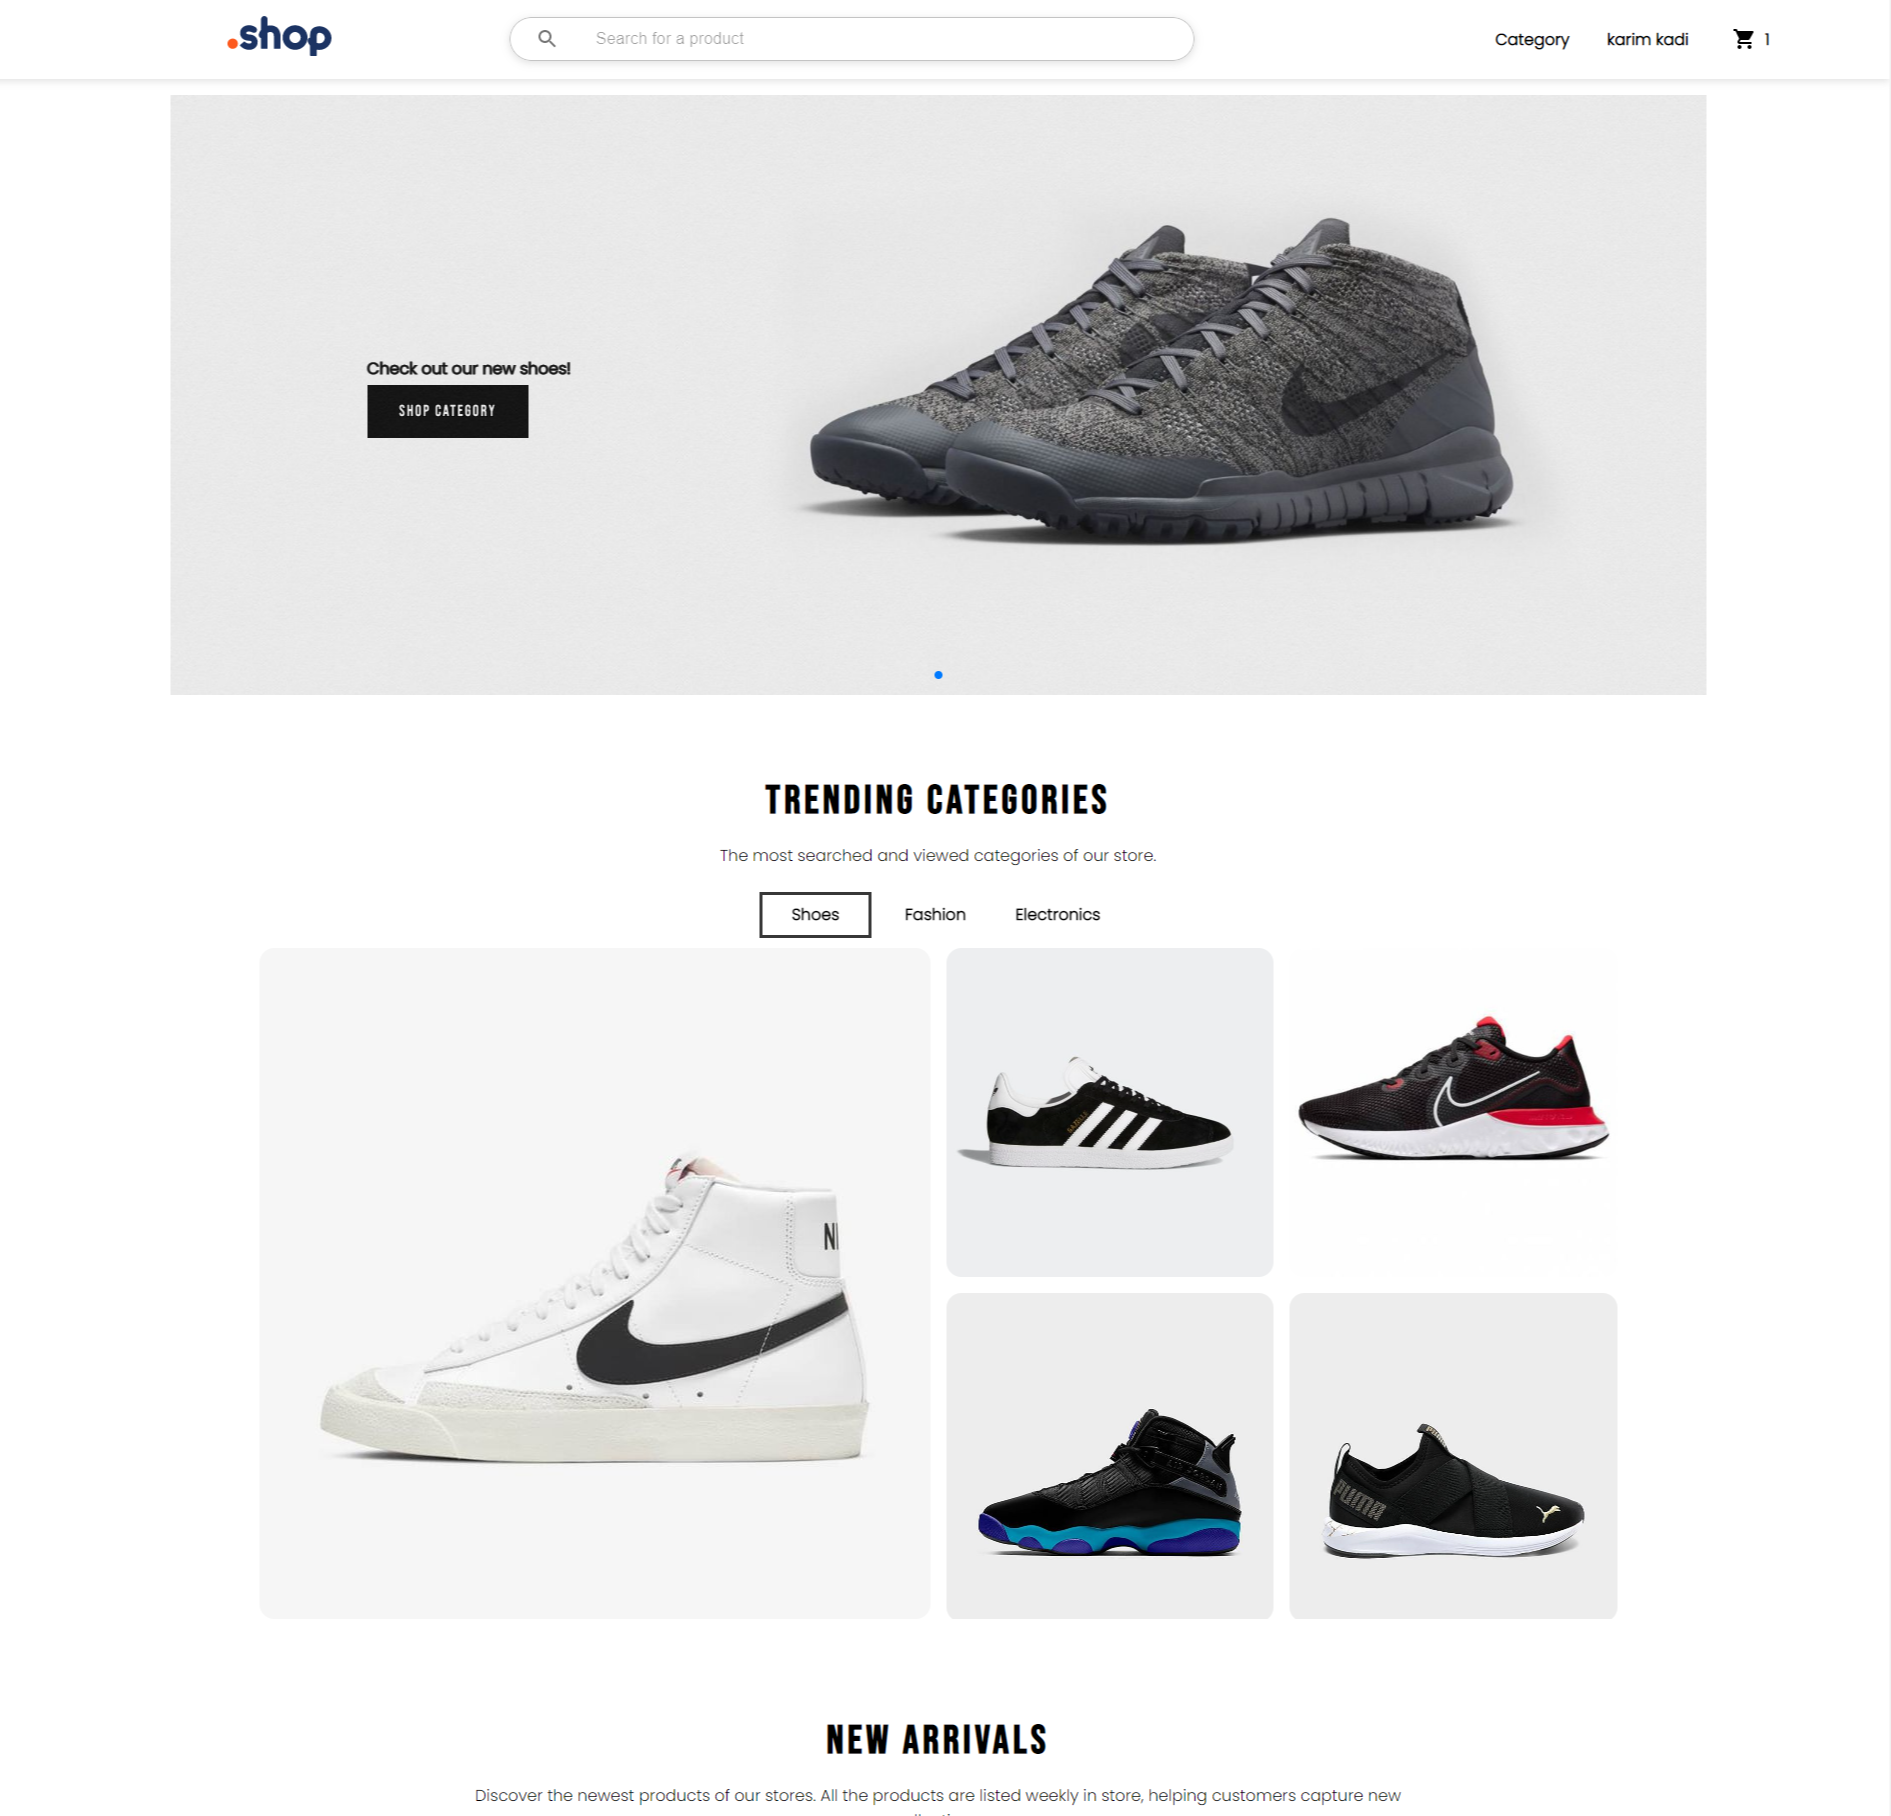 .shop
Search for a product
Category
karim kadi
1
Check out our new shoes!
SHOP CATEGORY
TRENDING CATEGORIES
The most searched and viewed categories of our store.
Shoes
Fashion
Electronics
NI
PUMA
NEW ARRIVALS
Discover the newest products of our stores. All the products are listed weekly in store, helping customers capture new